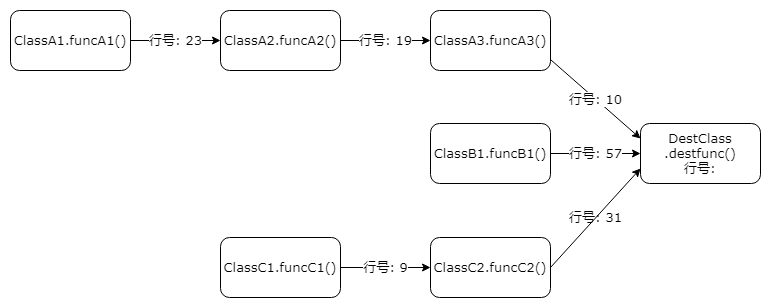 ClassA1.funcA1()
行号: 23
ClassA2.funcA2()
行号: 19
ClassA3.funcA3()
行号: 10
ClassB1.funcB1()
行号: 57
DestClass
.destfunc()
行号:
行号: 31
ClassC1.funcC1()
行号: 9
ClassC2.funcC2()